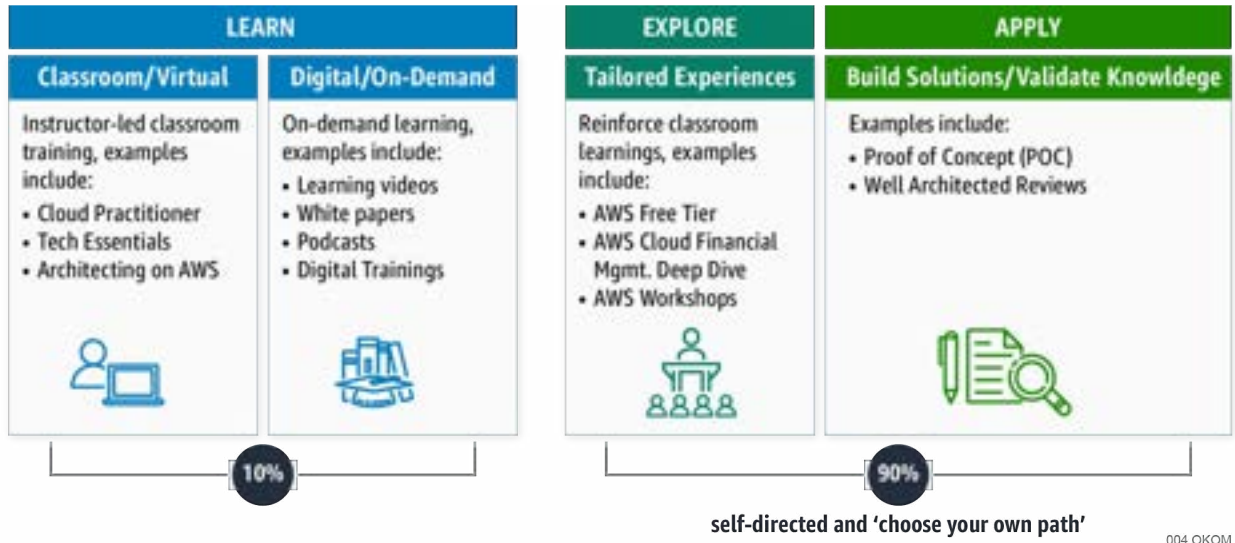 LEARN
Classroom/Virtual
Instructor-led classroom
training, examples
include:
• Cloud Practitioner
• Tech Essentials
• Architecting on AWS
Digital/On-Demand
On-demand learning,
examples include:
• Learning videos
• White papers
• Podcasts
• Digital Trainings
10%
EXPLORE
Tailored Experiences
Reinforce classroom
learnings, examples
include:
• AWS Free Tier
• AWS Cloud Financial
Mgmt. Deep Dive
• AWS Workshops
APPLY
Build Solutions/Validate Knowldege
Examples include:
• Proof of Concept (POC)
• Well Architected Reviews
90%
self-directed and ‘choose your own path’
004 OKOM